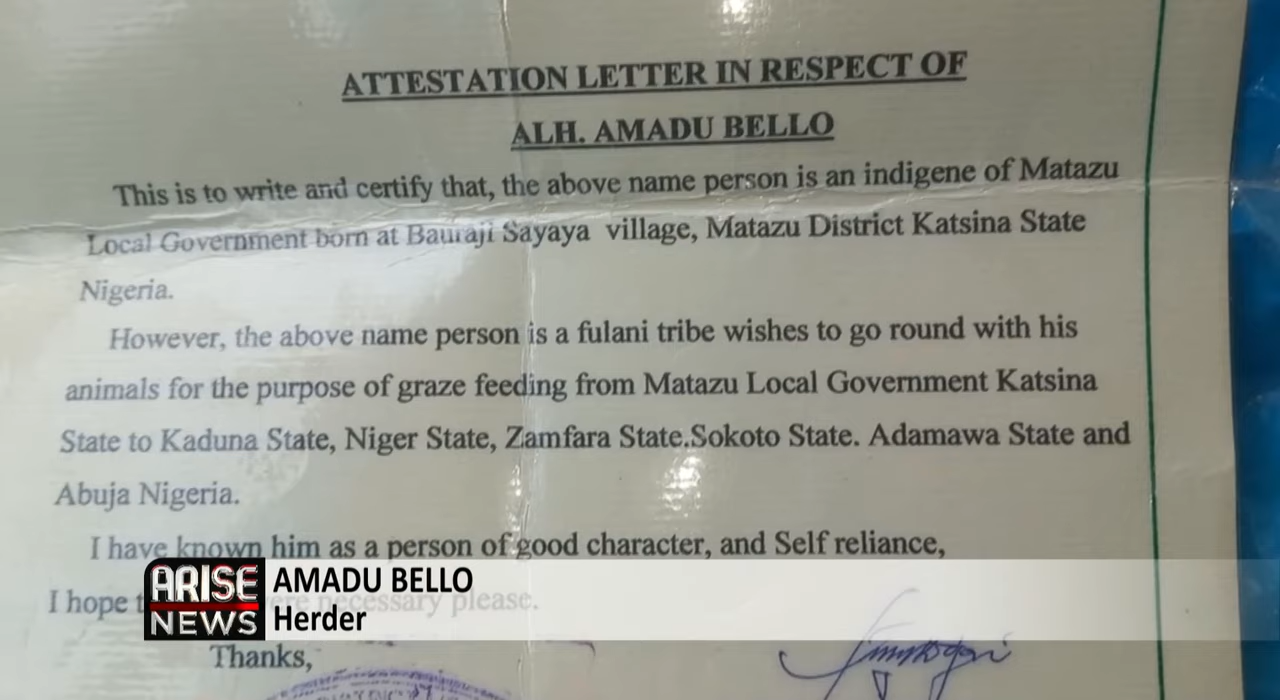 ATTESTATION LETTER IN RESPECT OF
ALH. AMADU BELLO
This is to write and certify that, the above name person is an indigene of Matazu
Local Government born at Bauraji Sayaya village, Matazu District Katsina State
Nigeria.
However, the above name person is a fulani tribe wishes to go round with his
animals for the purpose of graze feeding from Matazu Local Government Katsina
State to Kaduna State, Niger State, Zamfara State.Sokoto State. Adamawa State and
Abuja Nigeria.
I have known him as a person of good character, and Self reliance,
I hope necessary please.
ARISE
NEWS
AMADU BELLO
Herder
Thanks,